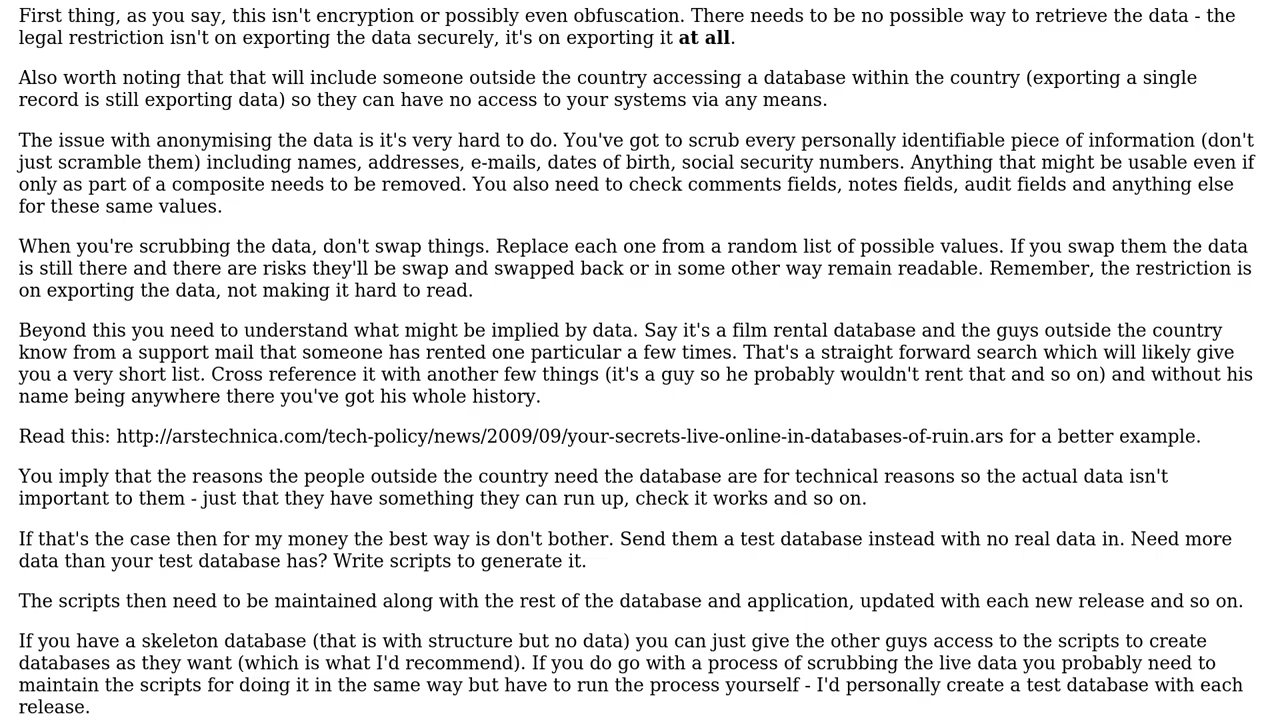 First thing, as you say, this isn't encryption or possibly even obfuscation. There needs to be no possible way to retrieve the data - the
legal restriction isn't on exporting the data securely, it's on exporting it at all.
Also worth noting that that will include someone outside the country accessing a database within the country (exporting a single
record is still exporting data) so they can have no access to your systems via any means.
The issue with anonymising the data is it's very hard to do. You've got to scrub every personally identifiable piece of information (don't
just scramble them) including names, addresses, e-mails, dates of birth, social security numbers. Anything that might be usable even if
only as part of a composite needs to be removed. You also need to check comments fields, notes fields, audit fields and anything else
for these same values.
When you're scrubbing the data, don't swap things. Replace each one from a random list of possible values. If you swap them the data
is still there and there are risks they'll be swap and swapped back or in some other way remain readable. Remember, the restriction is
on exporting the data, not making it hard to read.
Beyond this you need to understand what might be implied by data. Say it's a film rental database and the guys outside the country
know from a support mail that someone has rented one particular a few times. That's a straight forward search which will likely give
you a very short list. Cross reference it with another few things (it's a guy so he probably wouldn't rent that and so on) and without his
name being anywhere there you've got his whole history.
Read this: http://arstechnica.com/tech-policy/news/2009/09/your-secrets-live-online-in-databases-of-ruin.ars for a better example.
You imply that the reasons the people outside the country need the database are for technical reasons so the actual data isn't
important to them - just that they have something they can run up, check it works and so on.
If that's the case then for my money the best way is don't bother. Send them a test database instead with no real data in. Need more
data than your test database has? Write scripts to generate it.
The scripts then need to be maintained along with the rest of the database and application, updated with each new release and so on.
If you have a skeleton database (that is with structure but no data) you can just give the other guys access to the scripts to create
databases as they want (which is what I'd recommend). If you do go with a process of scrubbing the live data you probably need to
maintain the scripts for doing it in the same way but have to run the process yourself - I'd personally create a test database with each
release.